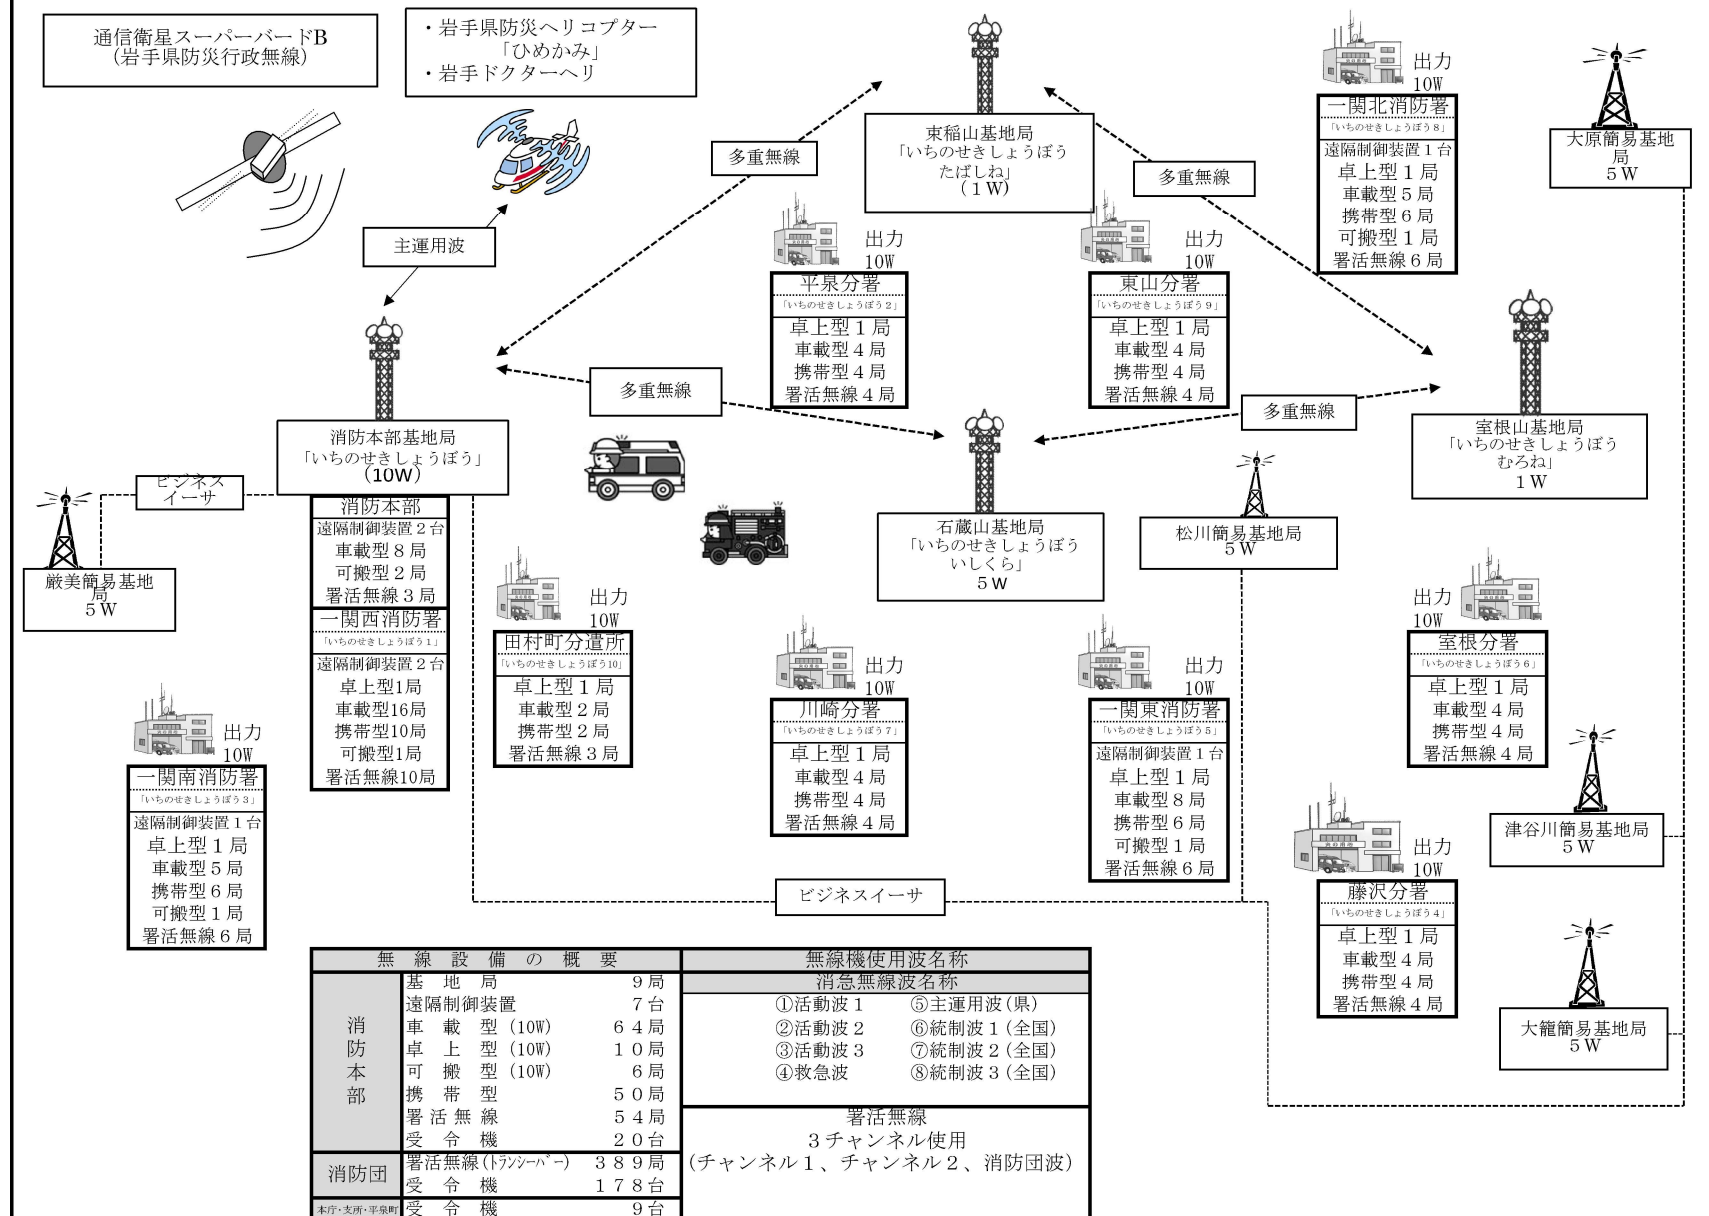 通信衛星スーパーバードB
(岩手県防災行政無線)
・岩手県防災ヘリコプター
「ひめかみ」
・岩手ドクターヘリ
主運用波
多重無線
東稲山基地局
「いちのせきしょうぼう
たばしね」
(1W)
多重無線
出力
10W
一関北消防署
「いちのせきしょうぼう8」
遠隔制御装置1台
卓上型1局
車載型5局
携帯型6局
可搬型1局
署活無線6局
大原簡易基地
局
5W
出力
10W
平泉分署
「いちのせきしょうぼう2」
卓上型1局
車載型4局
携帯型4局
署活無線4局
出力
10W
東山分署
「いちのせきしょうぼう9」
卓上型1局
車載型4局
携帯型4局
署活無線4局
多重無線
多重無線
消防本部基地局
「いちのせきしょうぼう」
(10W)
室根山基地局
「いちのせきしょうぼう
むろね」
1W
ビジネス
イーサ
厳美簡易基地
局
5W
消防本部
遠隔制御装置2台
車載型8局
可搬型2局
署活無線3局
一関西消防署
「いちのせきしょうぼう1」
遠隔制御装置2台
卓上型1局
車載型16局
携帯型10局
可搬型1局
署活無線10局
石蔵山基地局
「いちのせきしょうぼう
いしくら」
5W
松川簡易基地局
5W
出力
10W
田村町分遣所
「いちのせきしょうぼう10」
卓上型1局
車載型2局
携帯型2局
署活無線3局
出力
10W
川崎分署
「いちのせきしょうぼう7」
卓上型1局
車載型4局
携帯型4局
署活無線4局
出力
10W
一関東消防署
「いちのせきしょうぼう5」
遠隔制御装置1台
卓上型1局
車載型8局
携帯型6局
可搬型1局
署活無線6局
出力
10W
室根分署
「いちのせきしょうぼう6」
卓上型1局
車載型4局
携帯型4局
署活無線4局
出力
10W
一関南消防署
「いちのせきしょうぼう3」
遠隔制御装置1台
卓上型1局
車載型5局
携帯型6局
可搬型1局
署活無線6局
津谷川簡易基地局
5W
ビジネスイーサ
出力
10W
藤沢分署
「いちのせきしょうぼう4」
卓上型1局
車載型4局
携帯型4局
署活無線4局
大籠簡易基地局
5W
無線設備の概要
消防本部
基地局 9局
遠隔制御装置 7台
車載型(10W) 64局
卓上型(10W) 10局
可搬型(10W) 6局
携帯型 50局
署活無線 54局
受令機 20台
消防団
署活無線(トランシーバー) 389局
受令機 178台
本庁・支所・平泉町
受令機 9台
無線機使用波名称
消急無線波名称
①活動波1 ⑤主運用波(県)
②活動波2 ⑥統制波1(全国)
③活動波3 ⑦統制波2(全国)
④救急波 ⑧統制波3(全国)
署活無線
3チャンネル使用
(チャンネル1、チャンネル2、消防団波)